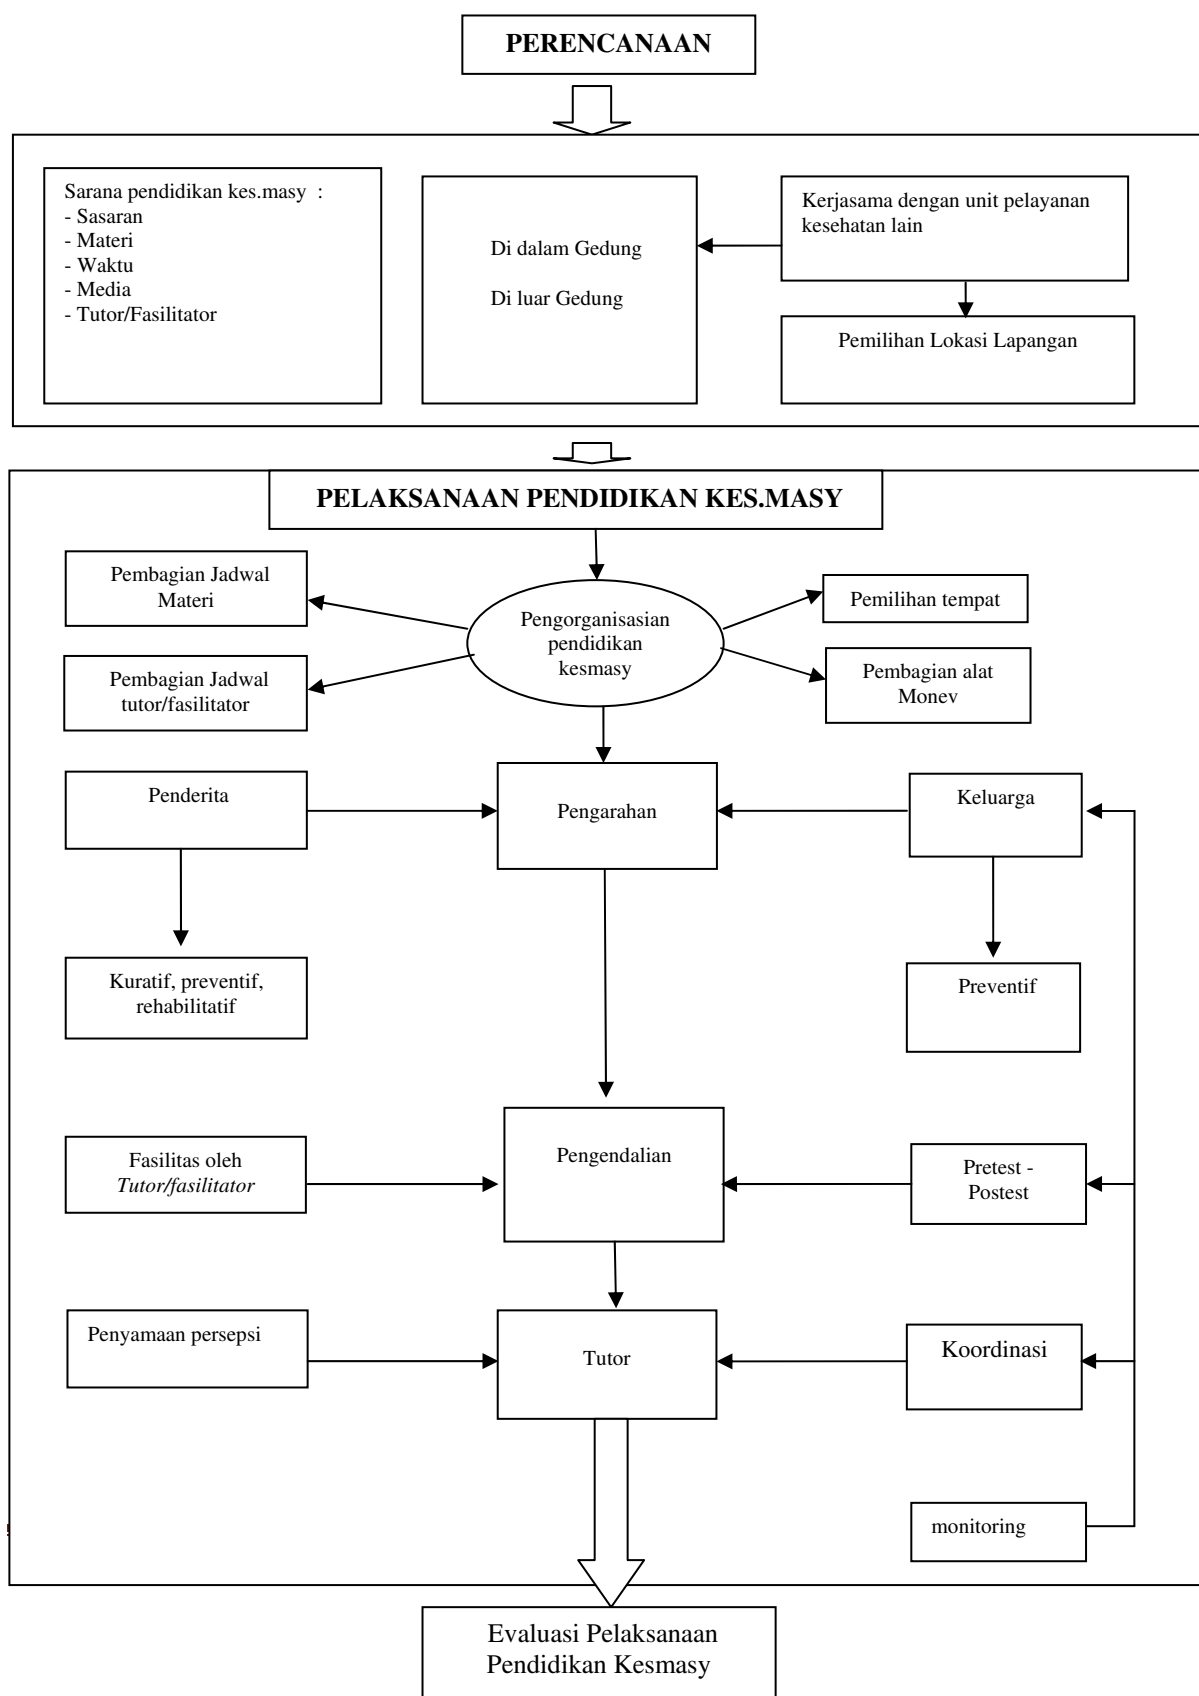 PERENCANAAN
Sarana pendidikan kes.masy  :
- Sasaran
- Materi
- Waktu
- Media
- Tutor/Fasilitator
Di dalam Gedung
Di luar Gedung
Kerjasama dengan unit pelayanan
kesehatan lain
Pemilihan Lokasi Lapangan
PELAKSANAAN PENDIDIKAN KES.MASY
Pembagian Jadwal
Materi
Pengorganisasian
pendidikan
kesmasy
Pemilihan tempat
Pembagian Jadwal
tutor/fasilitator
Pembagian alat
Monev
Penderita
Pengarahan
Keluarga
Kuratif, preventif,
rehabilitatif
Preventif
Fasilitas oleh
Tutor/fasilitator
Pengendalian
Pretest -
Postest
Penyamaan persepsi
Tutor
Koordinasi
monitoring
Evaluasi Pelaksanaan
Pendidikan Kesmasy